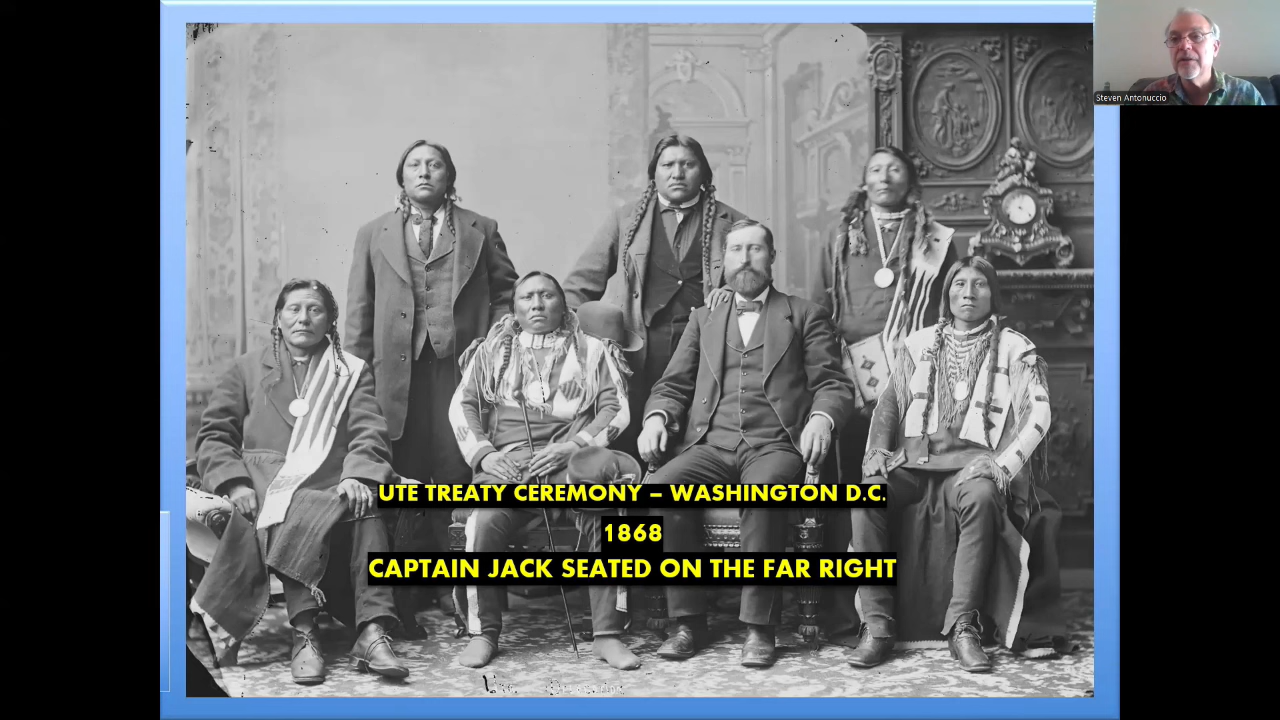 Steven Antonuccio
UTE TREATY CEREMONY – WASHINGTON D.C.
1868
CAPTAIN JACK SEATED ON THE FAR RIGHT